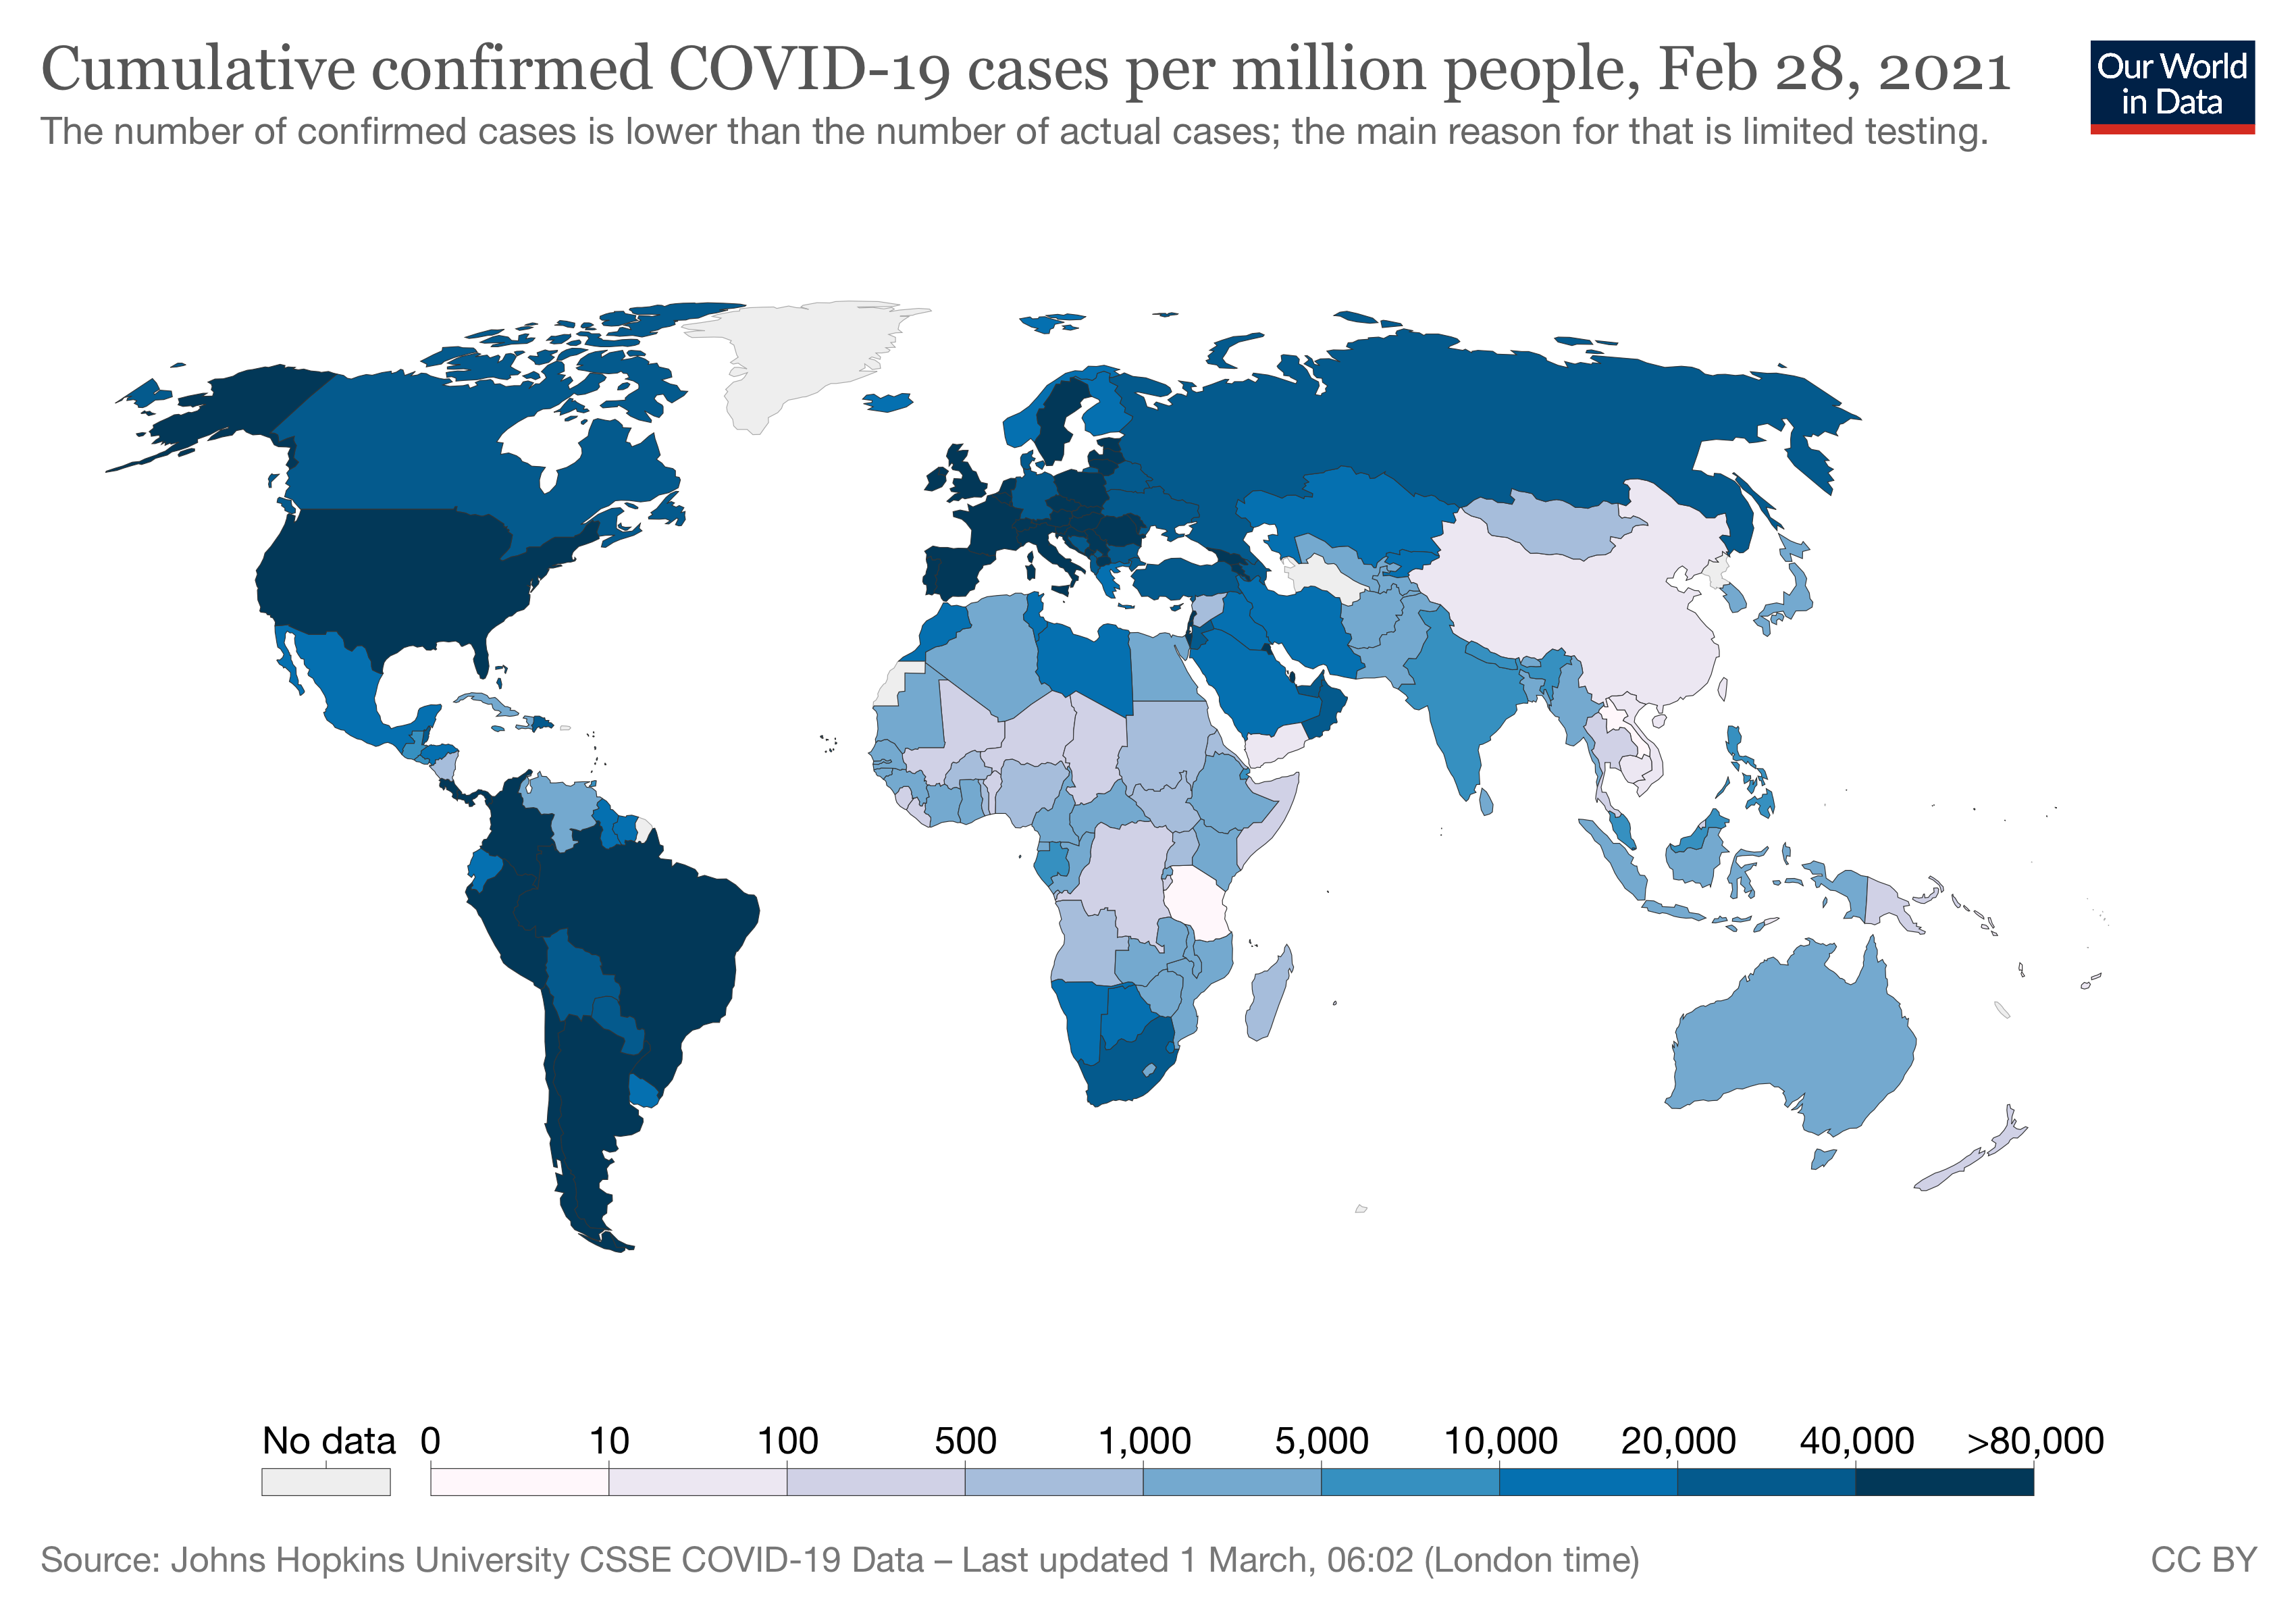 Cumulative confirmed COVID-19 cases per million people, Feb 28, 2021
The number of confirmed cases is lower than the number of actual cases; the main reason for that is limited testing.
Our World
in Data
No data 0 10 100 500 1,000 5,000 10,000 20,000 40,000 >80,000
Source: Johns Hopkins University CSSE COVID-19 Data – Last updated 1 March, 06:02 (London time)
CC BY